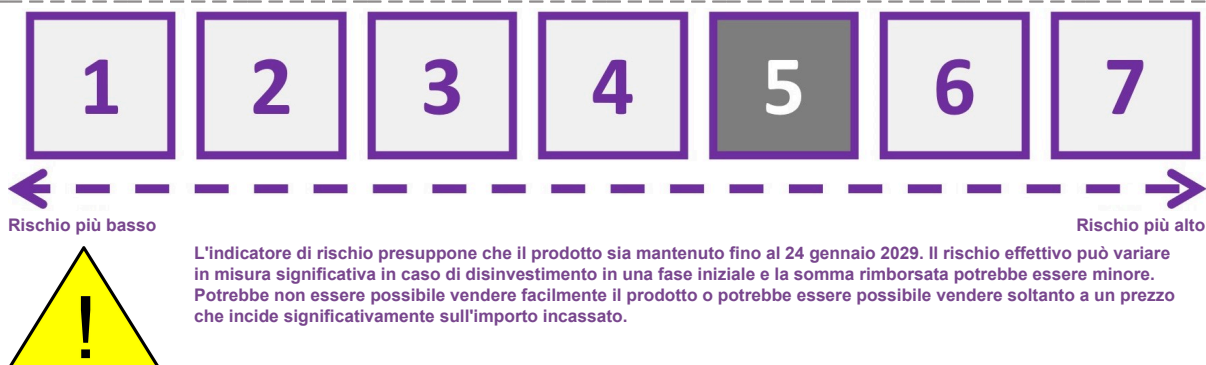 1 2 3 4 5 6 7
Rischio più basso Rischio più alto
L'indicatore di rischio presuppone che il prodotto sia mantenuto fino al 24 gennaio 2029. Il rischio effettivo può variare
in misura significativa in caso di disinvestimento in una fase iniziale e la somma rimborsata potrebbe essere minore.
Potrebbe non essere possibile vendere facilmente il prodotto o potrebbe essere possibile vendere soltanto a un prezzo
che incide significativamente sull'importo incassato.
!